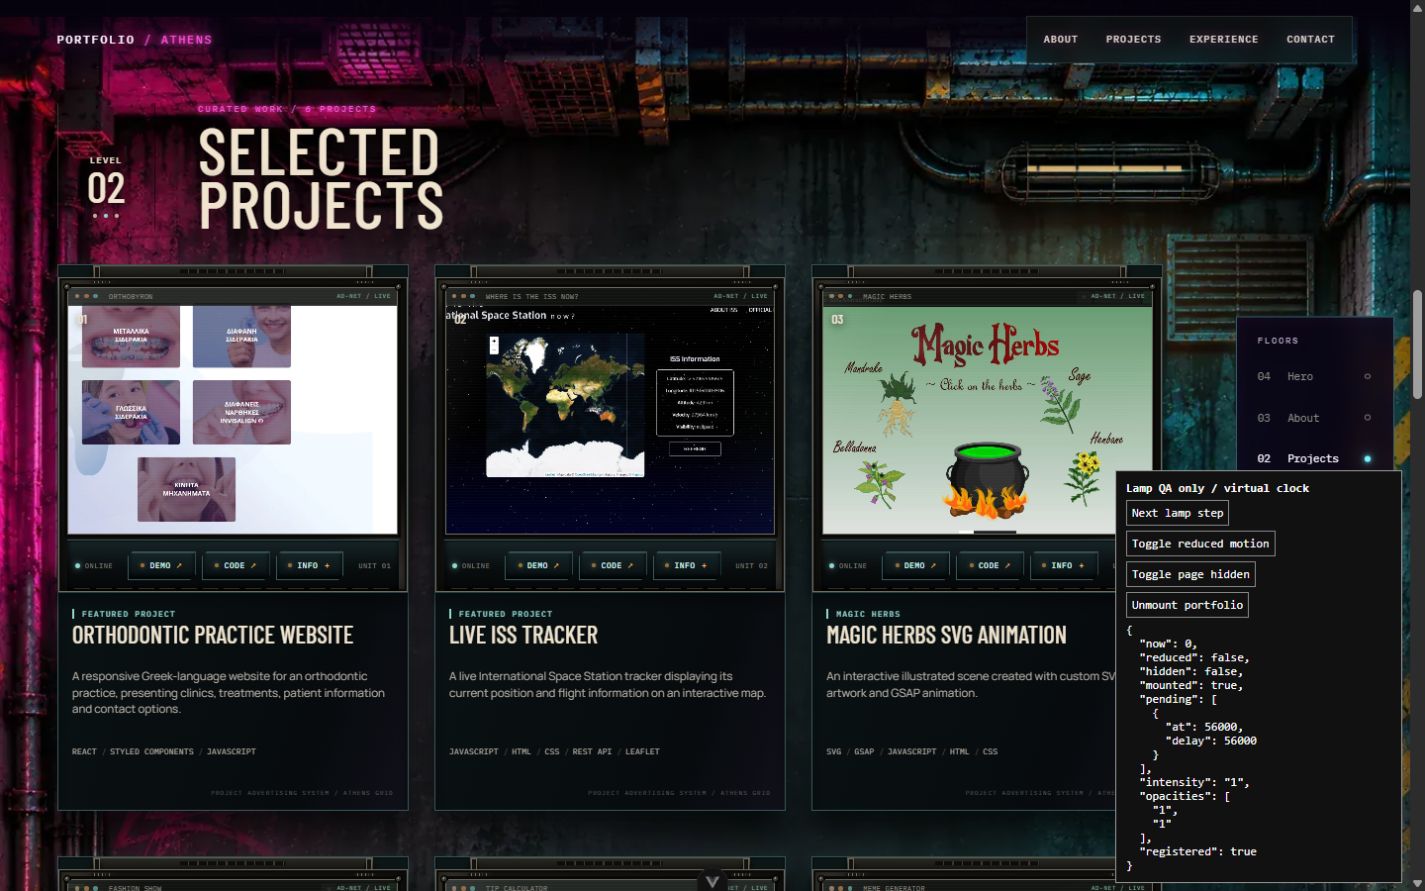 PORTFOLIO / ATHENS
ABOUT PROJECTS EXPERIENCE CONTACT
CURATED WORK / 6 PROJECTS
LEVEL
02
SELECTED
PROJECTS
ORTHOBYRON
AD-NET / LIVE
01
ΜΕΤΑΛΛΙΚΑ
ΣΙΔΕΡΑΚΙΑ
ΔΙΑΦΑΝΗ
ΣΙΔΕΡΑΚΙΑ
ΓΛΩΣΣΙΚΑ
ΣΙΔΕΡΑΚΙΑ
ΔΙΑΦΑΝΕΙΣ
ΝΑΡΘΗΚΕΣ
INVISALIGN ®
ΚΙΝΗΤΑ
ΜΗΧΑΝΗΜΑΤΑ
ONLINE
DEMO ↗
CODE ↗
INFO +
UNIT 01
FEATURED PROJECT
ORTHODONTIC PRACTICE WEBSITE
A responsive Greek-language website for an orthodontic
practice, presenting clinics, treatments, patient information
and contact options.
REACT / STYLED COMPONENTS / JAVASCRIPT
PROJECT ADVERTISING SYSTEM / ATHENS GRID
WHERE IS THE ISS NOW?
AD-NET / LIVE
02
ABOUT ISS OFFICIAL
ational Space Station now?
ISS Information
+
-
ONLINE
DEMO ↗
CODE ↗
INFO +
UNIT 02
FEATURED PROJECT
LIVE ISS TRACKER
A live International Space Station tracker displaying its
current position and flight information on an interactive map.
JAVASCRIPT / HTML / CSS / REST API / LEAFLET
PROJECT ADVERTISING SYSTEM / ATHENS GRID
MAGIC HERBS
AD-NET / LIVE
03
Magic Herbs
~ Click on the herbs ~
Mandrake
Sage
Belladonna
Henbane
ONLINE
DEMO ↗
CODE ↗
INFO +
MAGIC HERBS
MAGIC HERBS SVG ANIMATION
An interactive illustrated scene created with custom SV
artwork and GSAP animation.
SVG / GSAP / JAVASCRIPT / HTML / CSS
PROJECT ADVERTISING SYSTEM / ATHE
FLOORS
04 Hero
03 About
02 Projects
Lamp QA only / virtual clock
Next lamp step
Toggle reduced motion
Toggle page hidden
Unmount portfolio
{
"now": 0,
"reduced": false,
"hidden": false,
"mounted": true,
"pending": [
{
"at": 56000,
"delay": 56000
}
],
"intensity": "1",
"opacities": [
"1",
"1"
],
"registered": true
}
FASHION SHOW
AD-NET / LIVE
TIP CALCULATOR
NET / LIVE
MEME GENERATOR